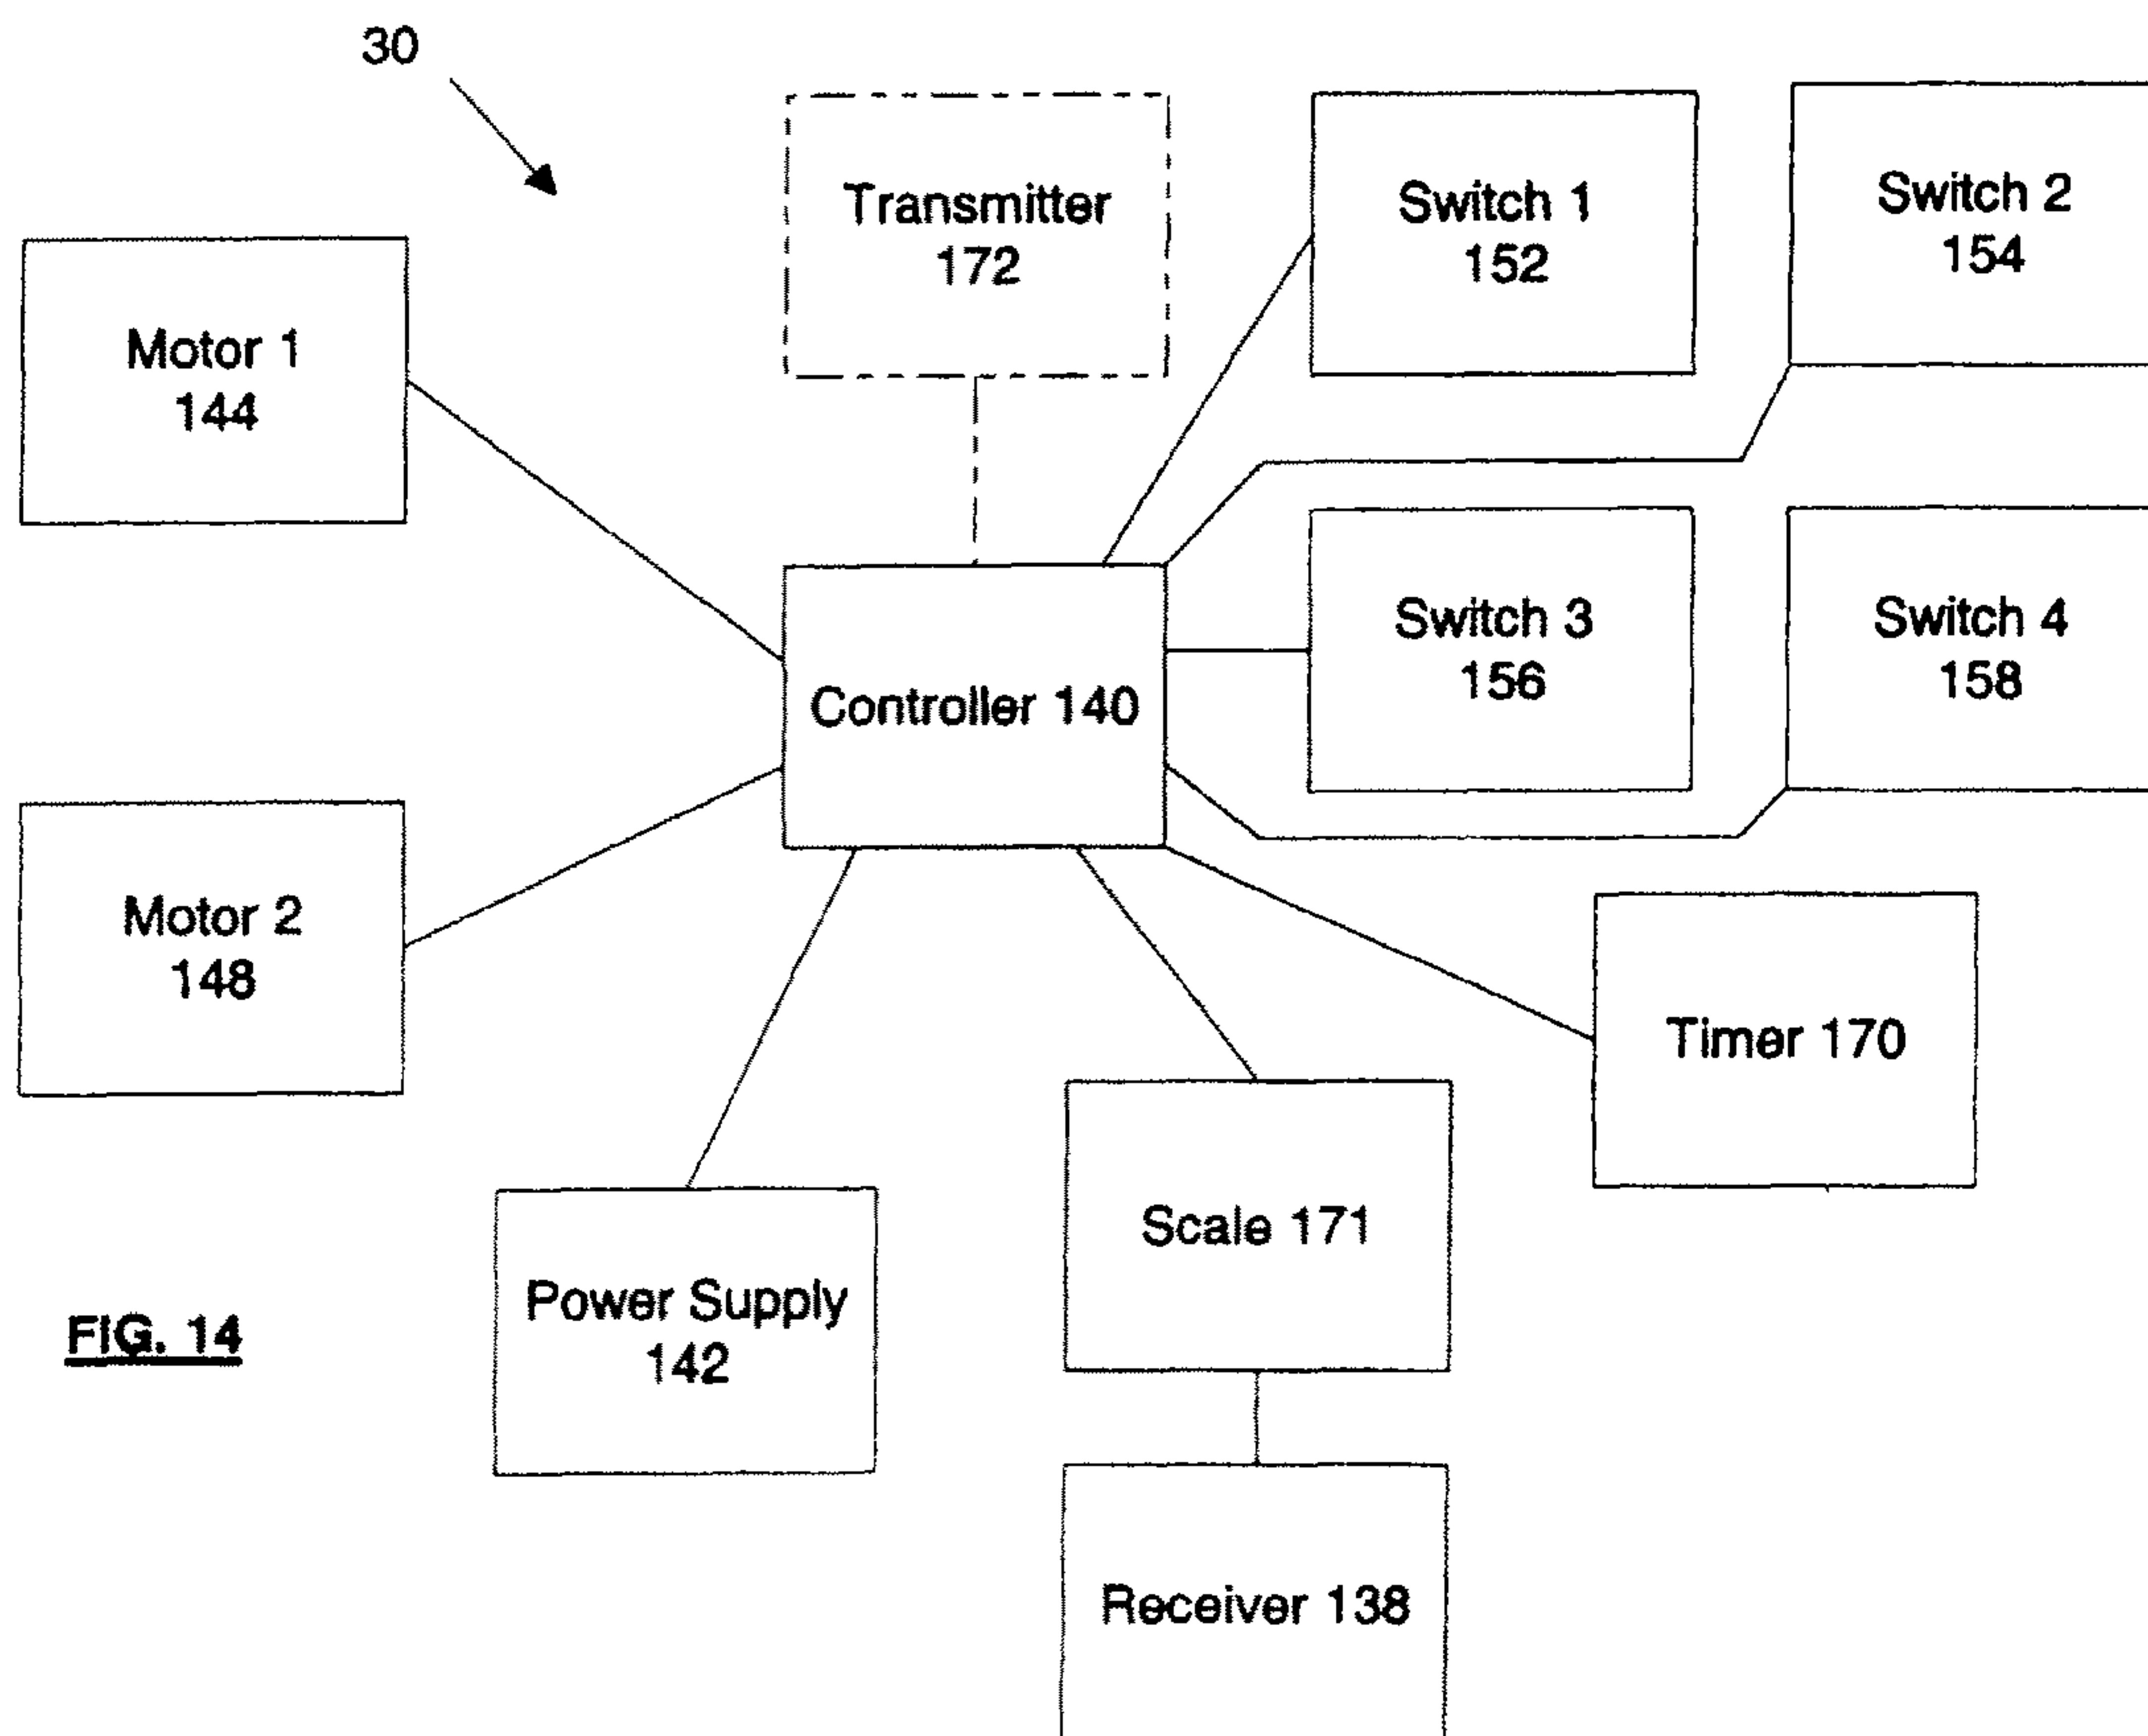 30
Transmitter
172
Switch 1
152
Switch 2
154
Motor 1
144
Controller 140
Switch 3
156
Switch 4
158
Motor 2
148
Timer 170
Scale 171
Power Supply
142
FIG. 14
Receiver 138